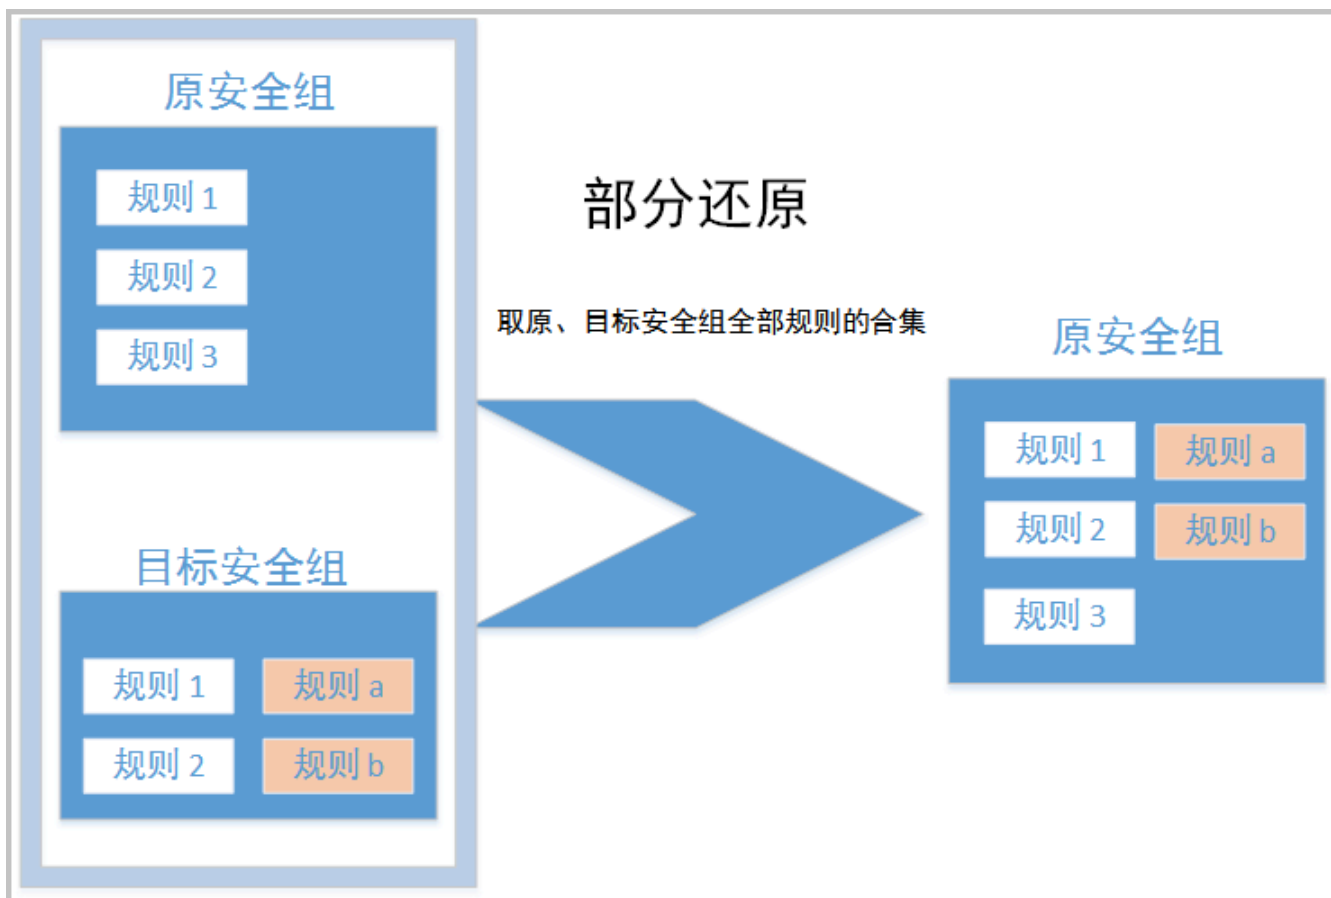 原安全组
规则 1
规则 2
规则 3
目标安全组
规则 1
规则 a
规则 2
规则 b
部分还原
取原、目标安全组全部规则的合集
原安全组
规则 1
规则 a
规则 2
规则 b
规则 3